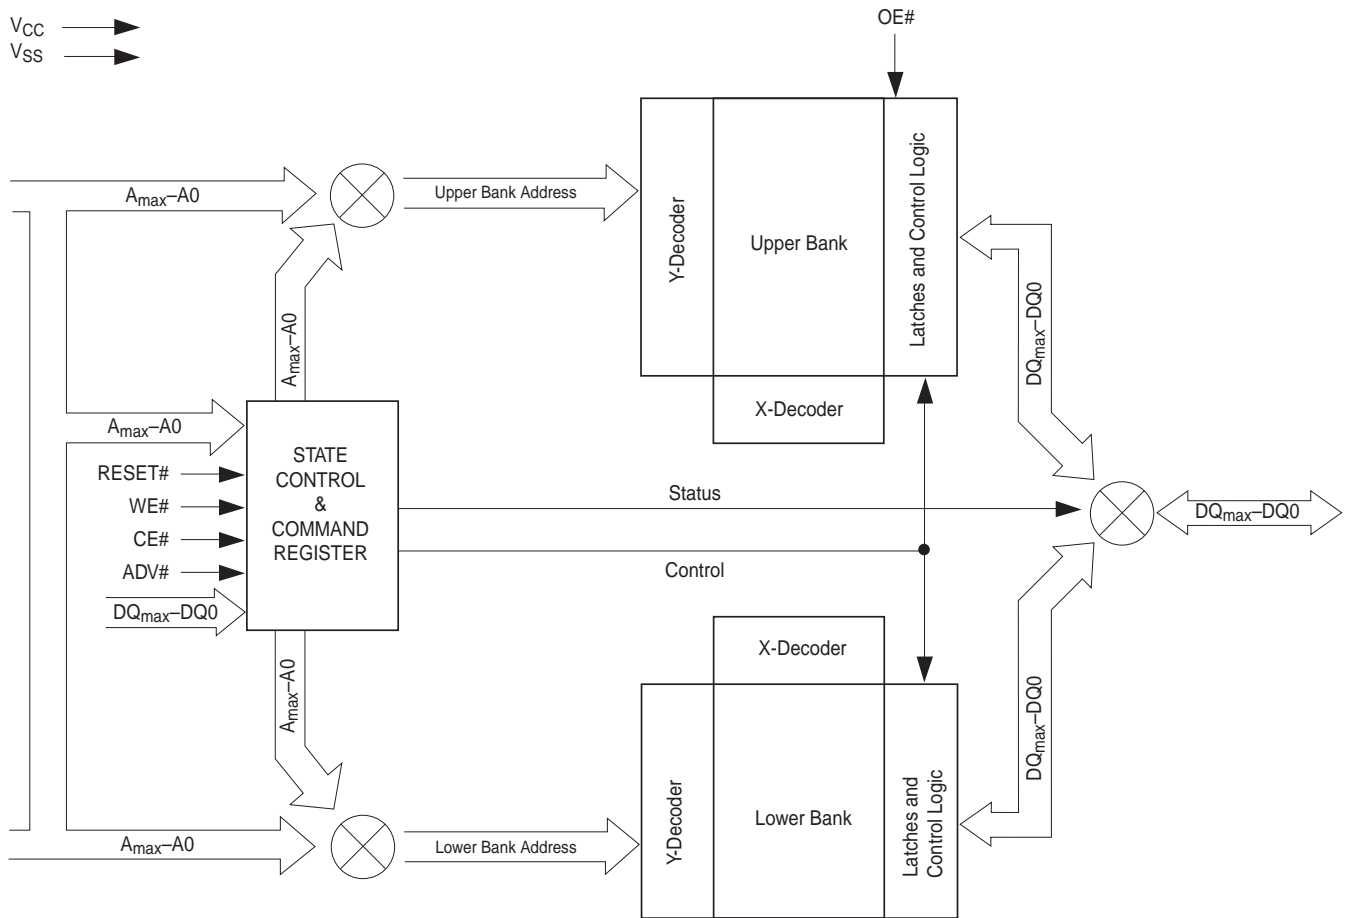 VCC
VSS
OE#
Amax–A0
Upper Bank Address
Y-Decoder
Upper Bank
Latches and Control Logic
X-Decoder
DQmax–DQ0
Amax–A0
Amax–A0
RESET#
WE#
CE#
ADV#
DQmax–DQ0
STATE
CONTROL
&
COMMAND
REGISTER
Status
Control
DQmax–DQ0
Amax–A0
X-Decoder
Y-Decoder
Lower Bank
Latches and
Control Logic
DQmax–DQ0
Amax–A0
Lower Bank Address